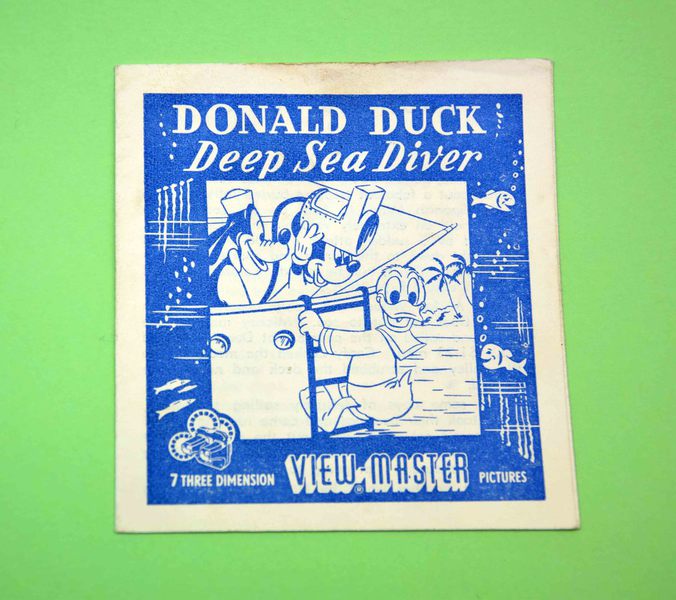 DONALD DUCK
Deep Sea Diver
7 THREE DIMENSION VIEW-MASTER PICTURES